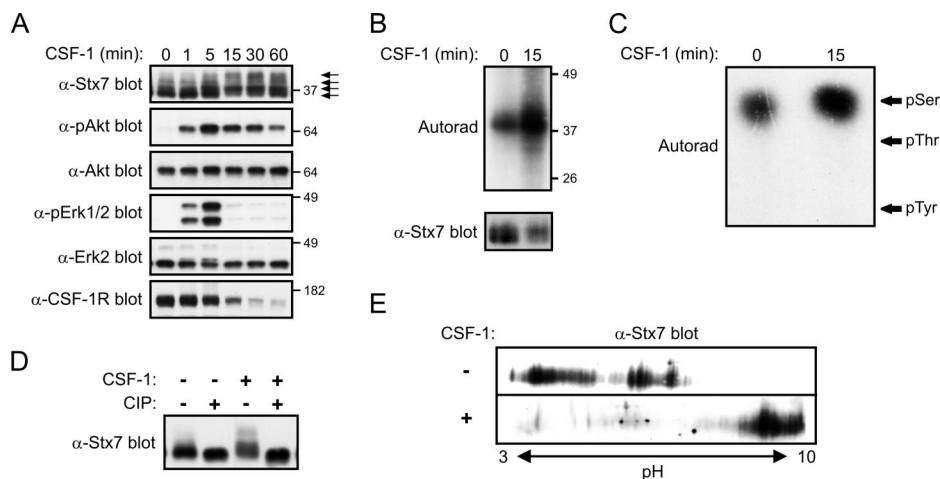 A
CSF-1 (min): 0 1 5 15 30 60
α-Stx7 blot
37
α-pAkt blot
64
α-Akt blot
64
α-pErk1/2 blot
49
α-Erk2 blot
49
α-CSF-1R blot
182
B
CSF-1 (min): 0 15
49
Autorad
37
26
α-Stx7 blot
C
CSF-1 (min): 0 15
pSer
pThr
Autorad
pTyr
D
CSF-1: - - + +
CIP: - + - +
α-Stx7 blot
E
CSF-1: α-Stx7 blot
-
+
3 10
pH